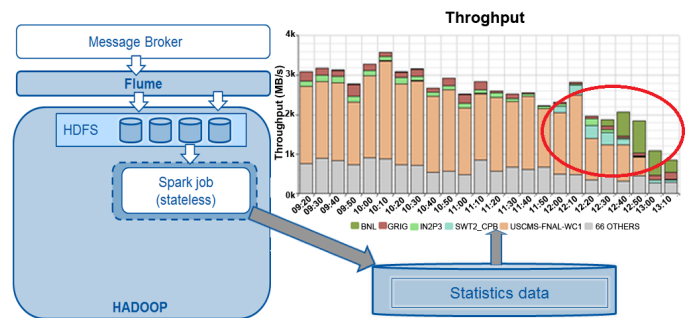 Throghput
Message Broker
Flume
HDFS
Spark job
(stateless)
HADOOP
Throughput (MB/s)
4k
3k
2k
1k
0k
09:20 09:30 09:40 09:50 10:00 10:10 10:20 10:30 10:40 10:50 11:00 11:10 11:20 11:30 11:40 11:50 12:00 12:10 12:20 12:30 12:40 12:50 13:00 13:10
BNL GRIG IN2P3 SWT2_CPB USCMS-FNAL-WC1 66 OTHERS
Statistics data